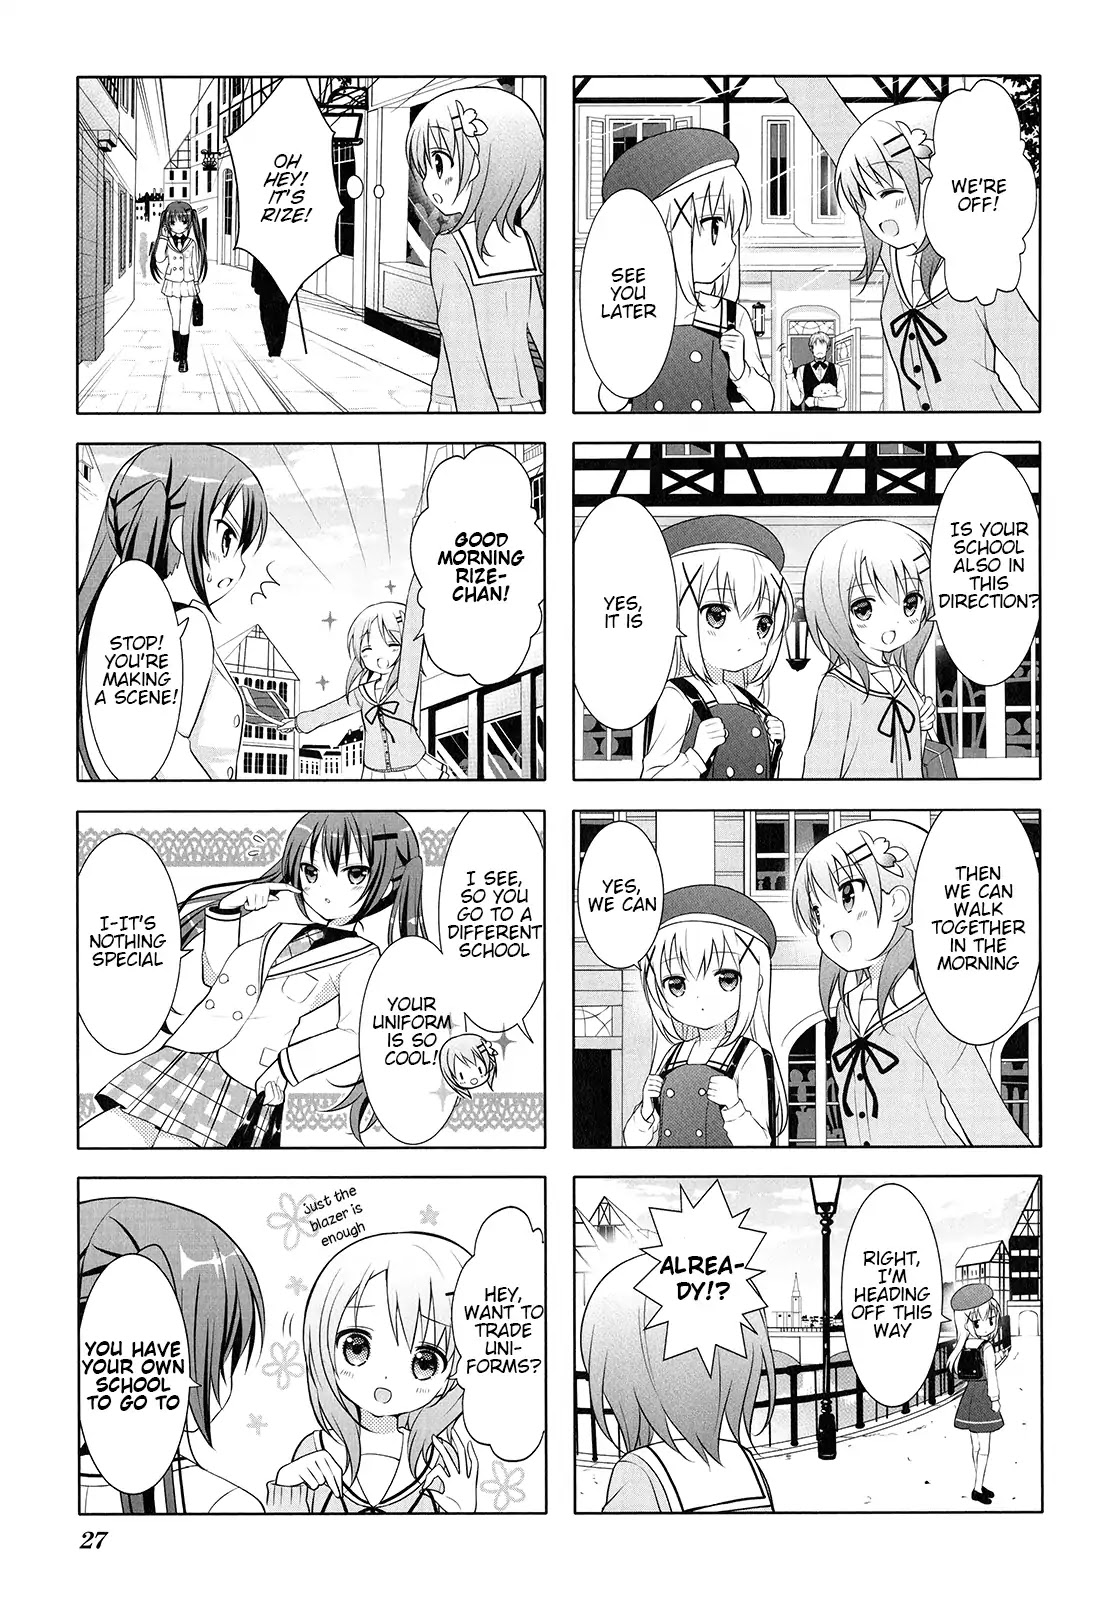 WE'RE
OFF!
SEE
YOU
LATER
IS YOUR
SCHOOL
ALSO IN
THIS
DIRECTION?
YES,
IT IS
THEN
WE CAN
WALK
TOGETHER
IN THE
MORNING
YES,
WE CAN
RIGHT,
I'M
HEADING
OFF THIS
WAY
ALREA-
DY!?
OH
HEY!
IT'S
RIZE!
GOOD
MORNING
RIZE-
CHAN!
STOP!
YOU'RE
MAKING
A SCENE!
I SEE,
SO YOU
GO TO A
DIFFERENT
SCHOOL
YOUR
UNIFORM
IS SO
COOL!
I-IT'S
NOTHING
SPECIAL
HEY,
WANT TO
TRADE
UNI-
FORMS?
just the
blazer is
enough
YOU HAVE
YOUR OWN
SCHOOL
TO GO TO
27